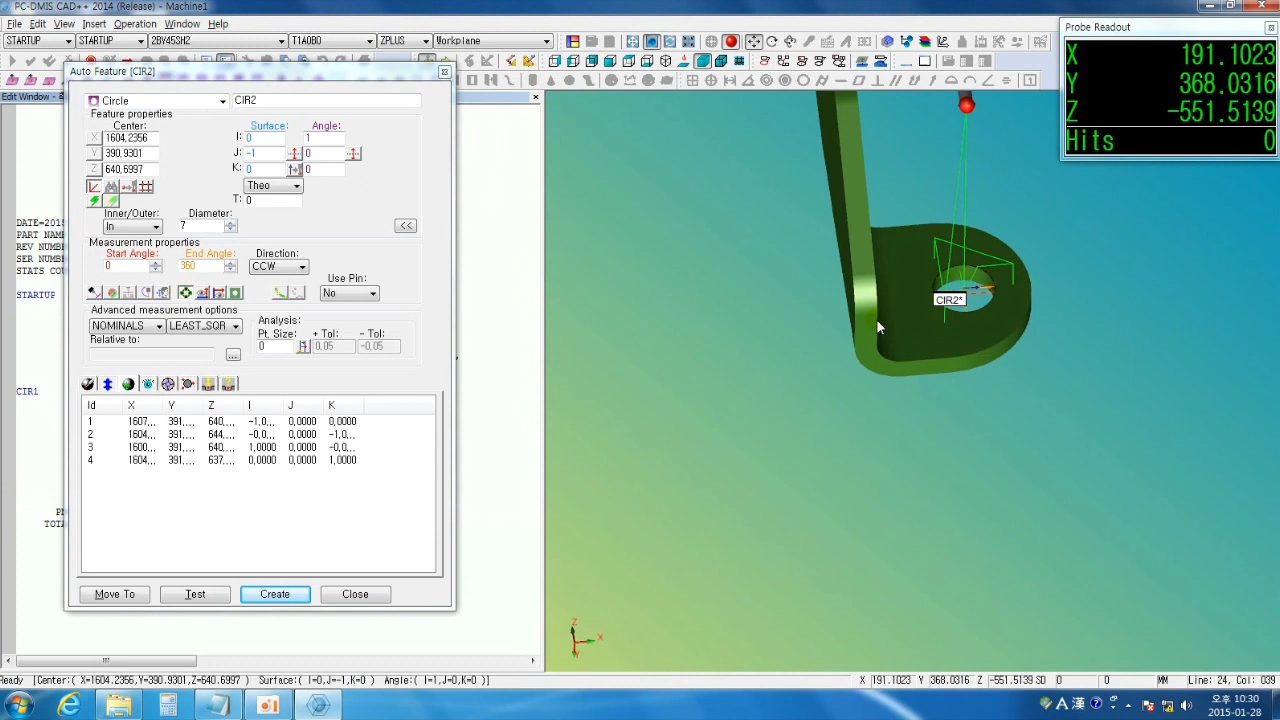 PC-DMIS CAD++ 2014 (Release) - Machine1
File Edit View Insert Operation Window Help
STARTUP STARTUP 2BV45SH2 T1A0B0 ZPLUS Workplane
Edit Window -
Auto Feature [CIR2]
Circle CIR2
Feature properties
Center: Surface: Angle:
X 1604,2356 I: 0 1
Y 390,9301 J: -1 0
Z 640,6997 K: 0 0
Theo
T: 0
Inner/Outer: Diameter:
In 7 <<
Measurement properties
Start Angle: End Angle: Direction:
0 360 CCW
Use Pin:
No
Advanced measurement options
NOMINALS LEAST_SQR
Analysis:
Relative to: Pt. Size: + Tol: - Tol:
0 0,05 -0,05
...
Id X Y Z I J K
1 1607,... 391,... 640,... -1,0... 0,0000 0,0000
2 1604,... 391,... 644,... -0,0... 0,0000 -1,0...
3 1600,... 391,... 640,... 1,0000 0,0000 -0,0...
4 1604,... 391,... 637,... 0,0000 0,0000 1,0000
Move To Test Create Close
DATE=2015
PART NAME
REV NUMB
SER NUMB
STATS COU
STARTUP
CIR1
TOTA
Probe Readout
X 191.1023
Y 368.0316
Z -551.5139
Hits 0
CIR2*
Z
X
Y
Ready [Center:( X=1604.2356,Y=390.9301,Z=640.6997 ) Surface:( I=0,J=-1,K=0 ) Angle:( I=1,J=0,K=0 )]
X 191.1023 Y 368.0316 Z -551.5139 SD 0 0 MM Line: 24, Col: 039
A 漢
오후 10:30
2015-01-28